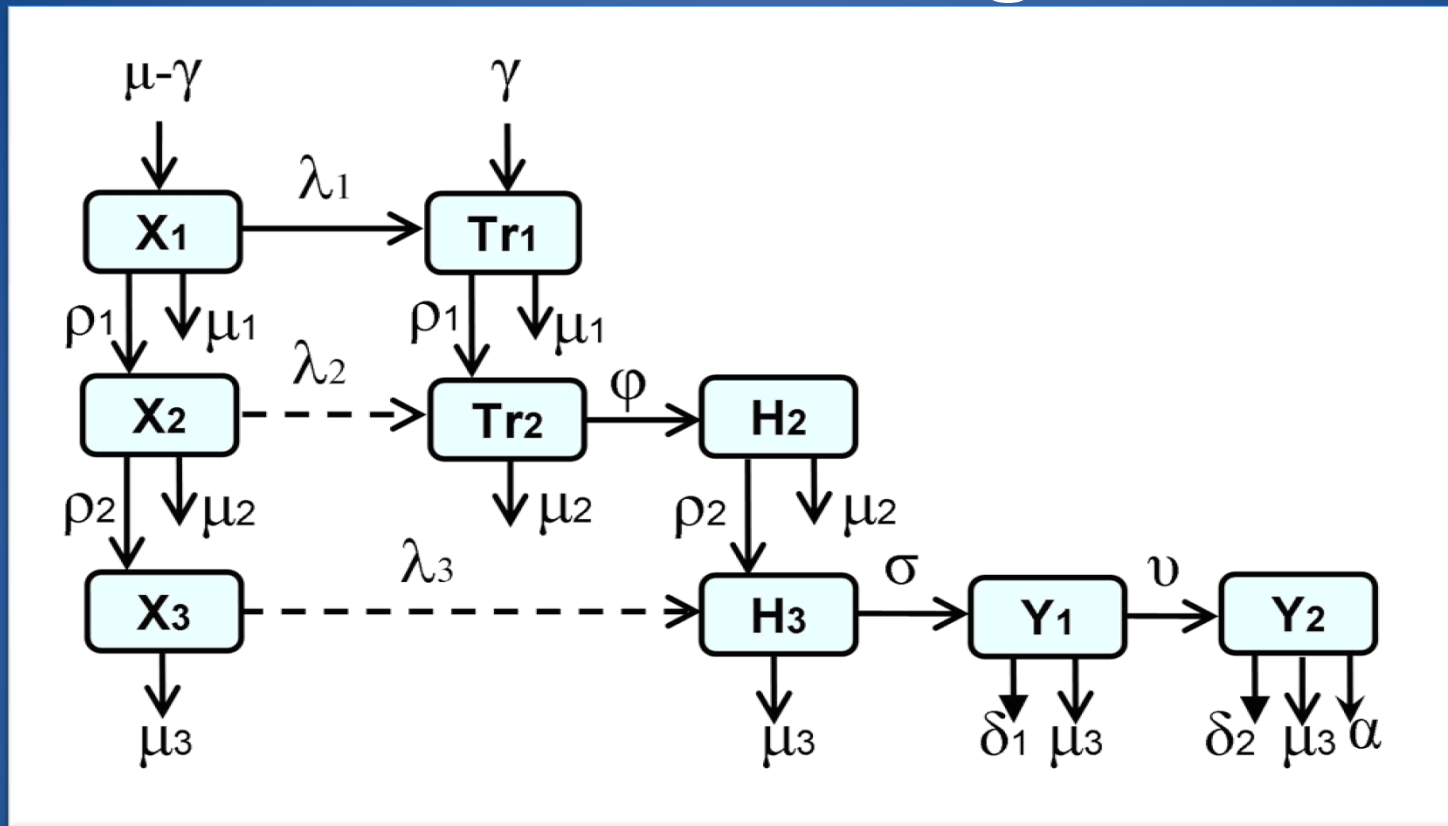 μ-γ γ
λ1
X1 Tr1
ρ1 μ1 ρ1 μ1
λ2 φ
X2 Tr2 H2
ρ2 μ2 μ2 ρ2 μ2
λ3 σ υ
X3 H3 Y1 Y2
μ3 μ3 δ1 μ3 δ2 μ3 α